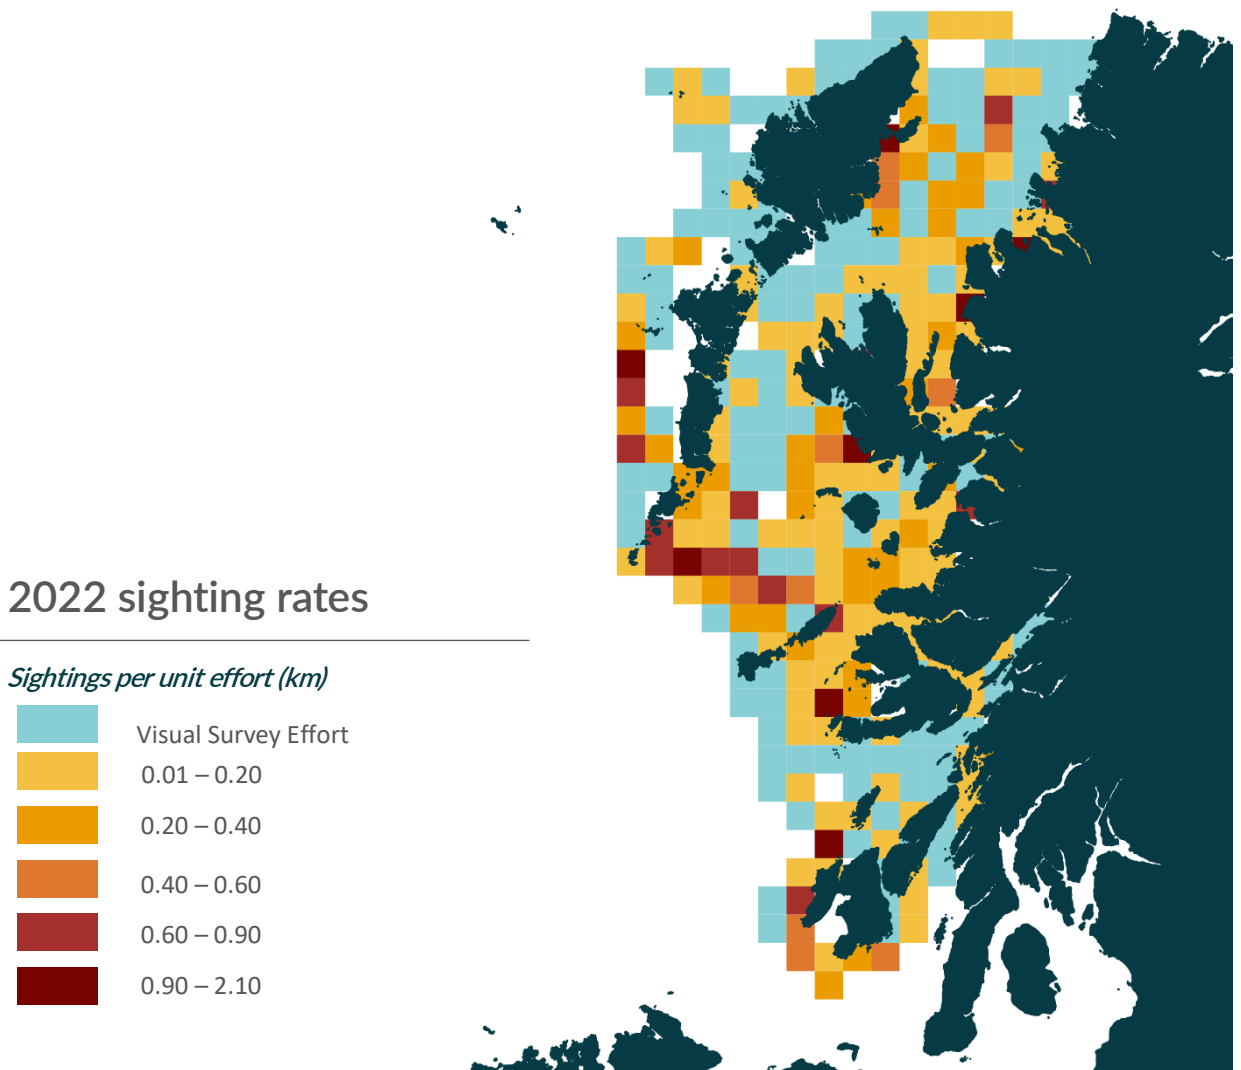 2022 sighting rates
Sightings per unit effort (km)
Visual Survey Effort
0.01 – 0.20
0.20 – 0.40
0.40 – 0.60
0.60 – 0.90
0.90 – 2.10